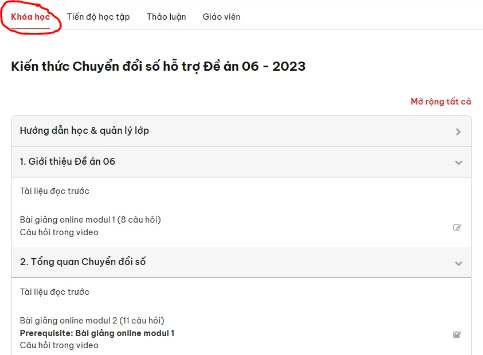 Khóa học Tiến độ học tập Thảo luận Giáo viên
Kiến thức Chuyển đổi số hỗ trợ Đề án 06 - 2023
Mở rộng tất cả
Hướng dẫn học & quản lý lớp
1. Giới thiệu Đề án 06
Tài liệu đọc trước
Bài giảng online modul 1 (8 câu hỏi)
Câu hỏi trong video
2. Tổng quan Chuyển đổi số
Tài liệu đọc trước
Bài giảng online modul 2 (11 câu hỏi)
Prerequisite: Bài giảng online modul 1
Câu hỏi trong video